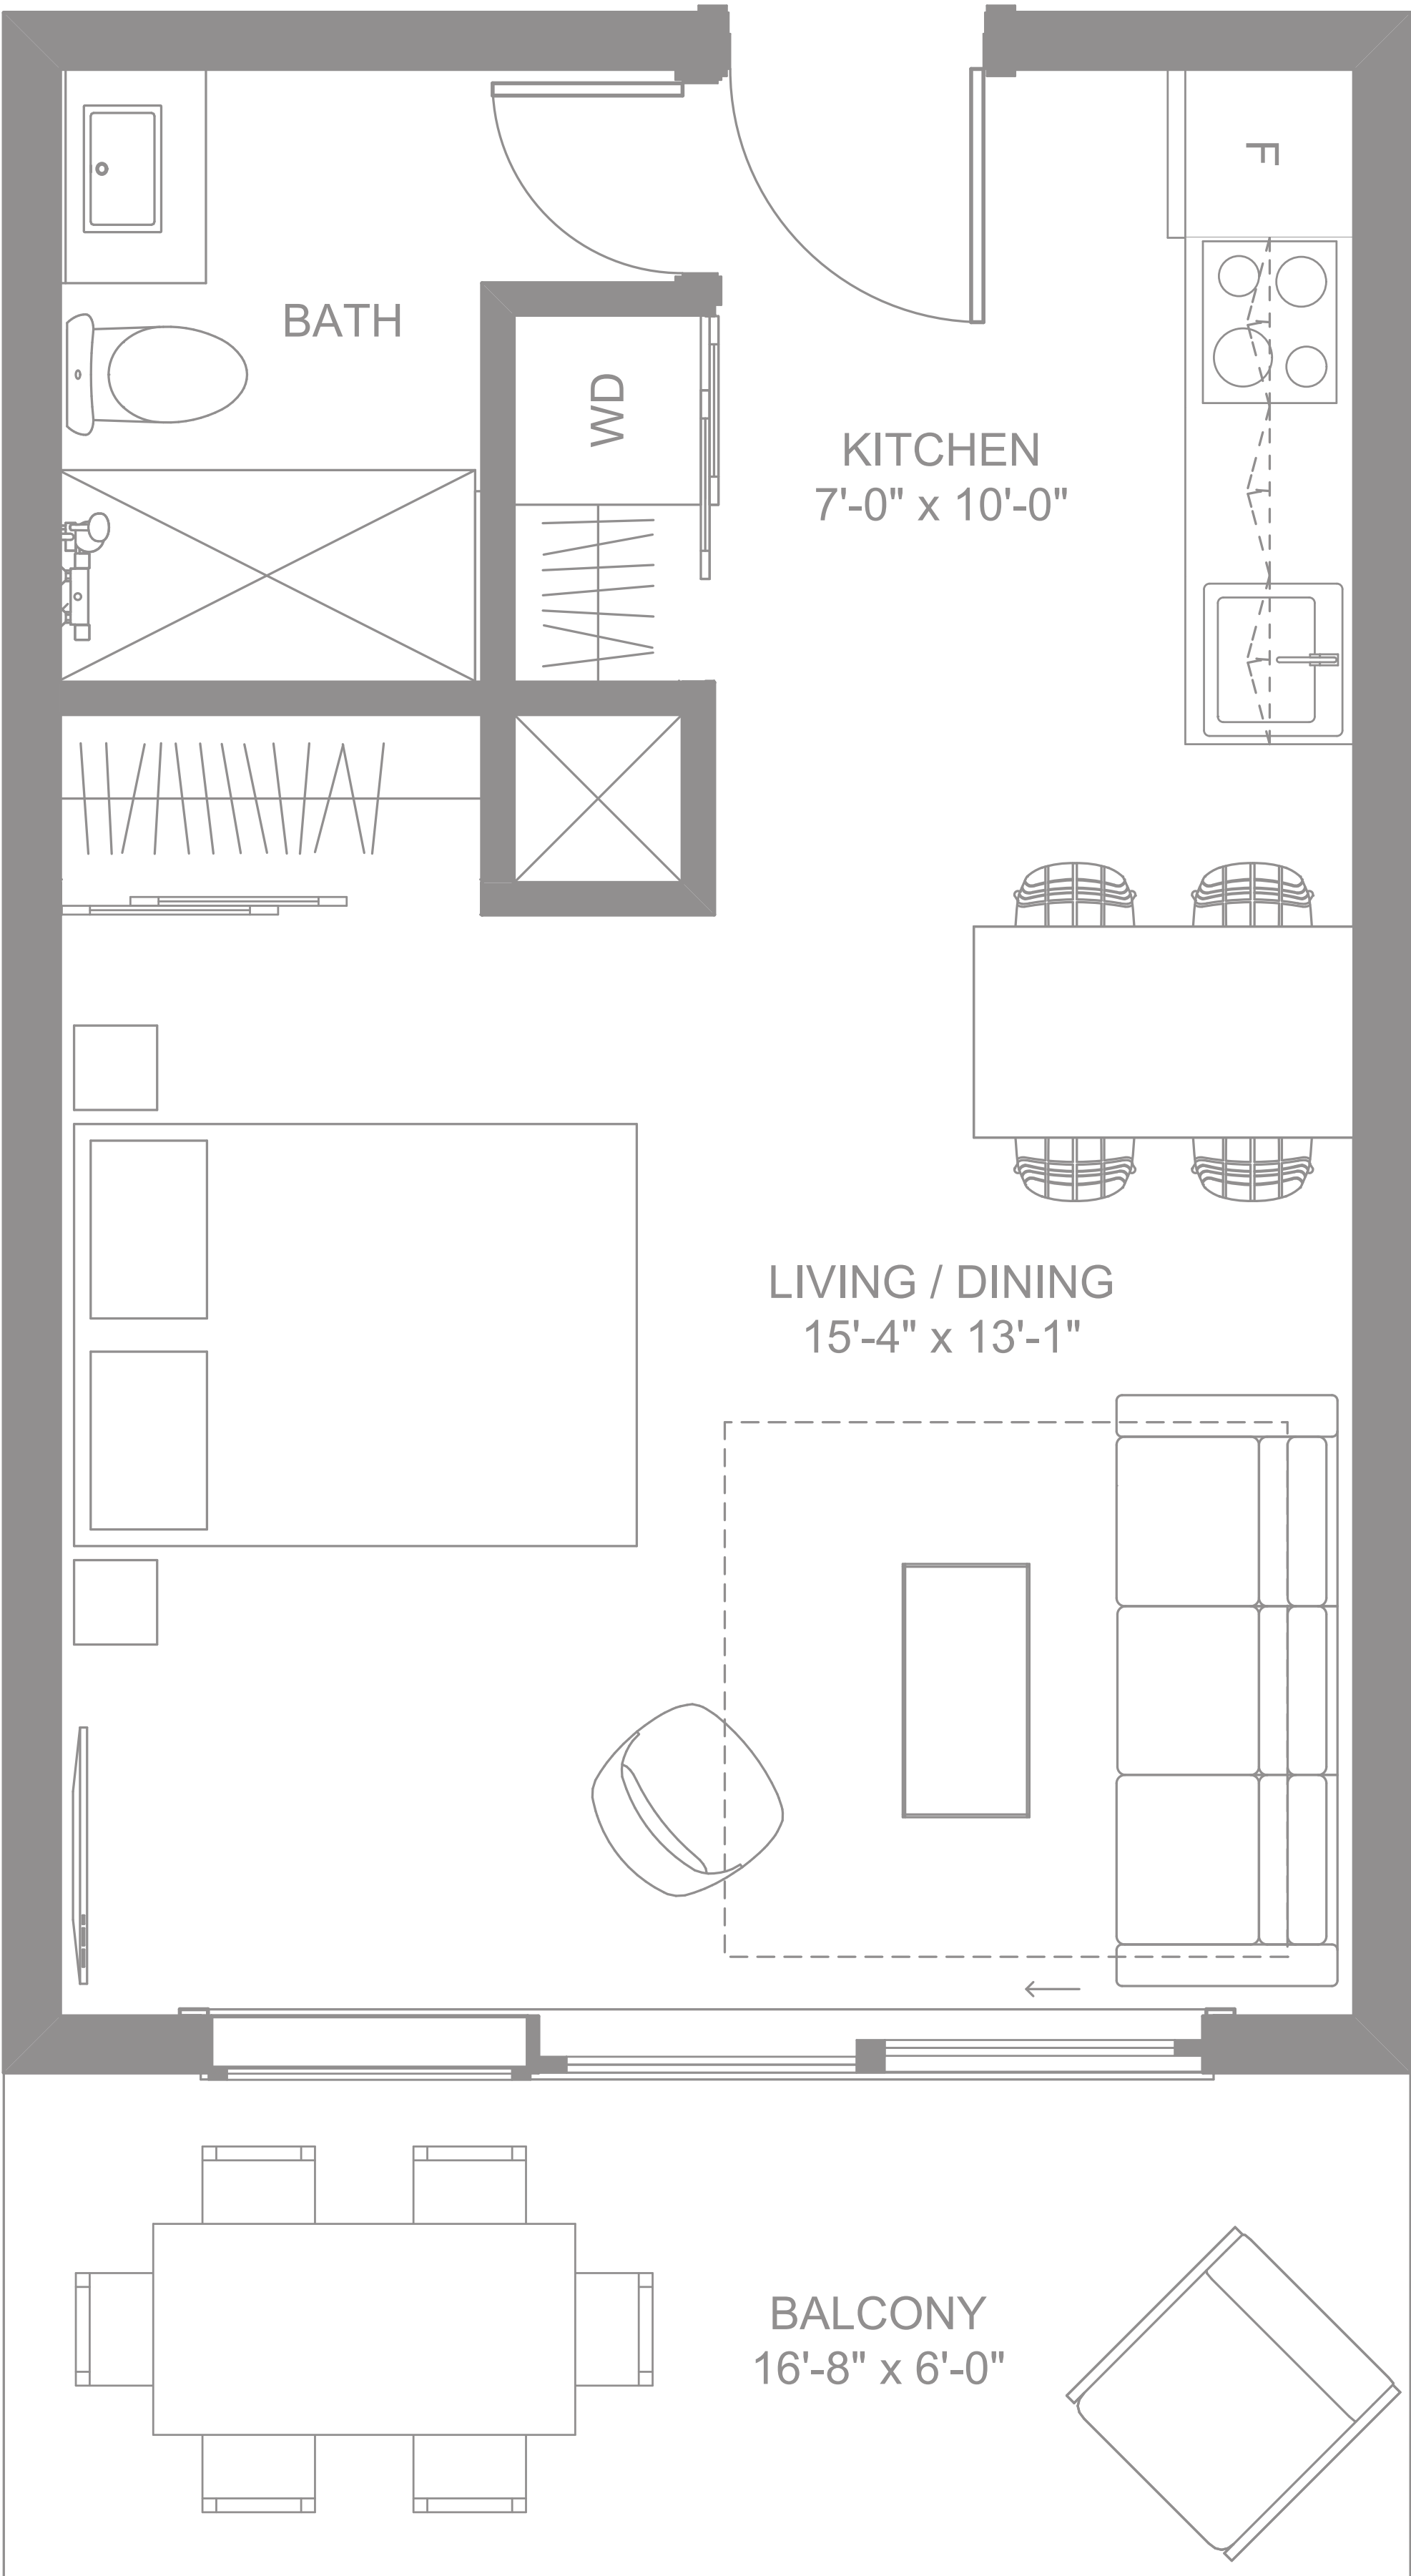 F
BATH
WD
KITCHEN
7'-0" x 10'-0"
LIVING / DINING
15'-4" x 13'-1"
BALCONY
16'-8" x 6'-0"